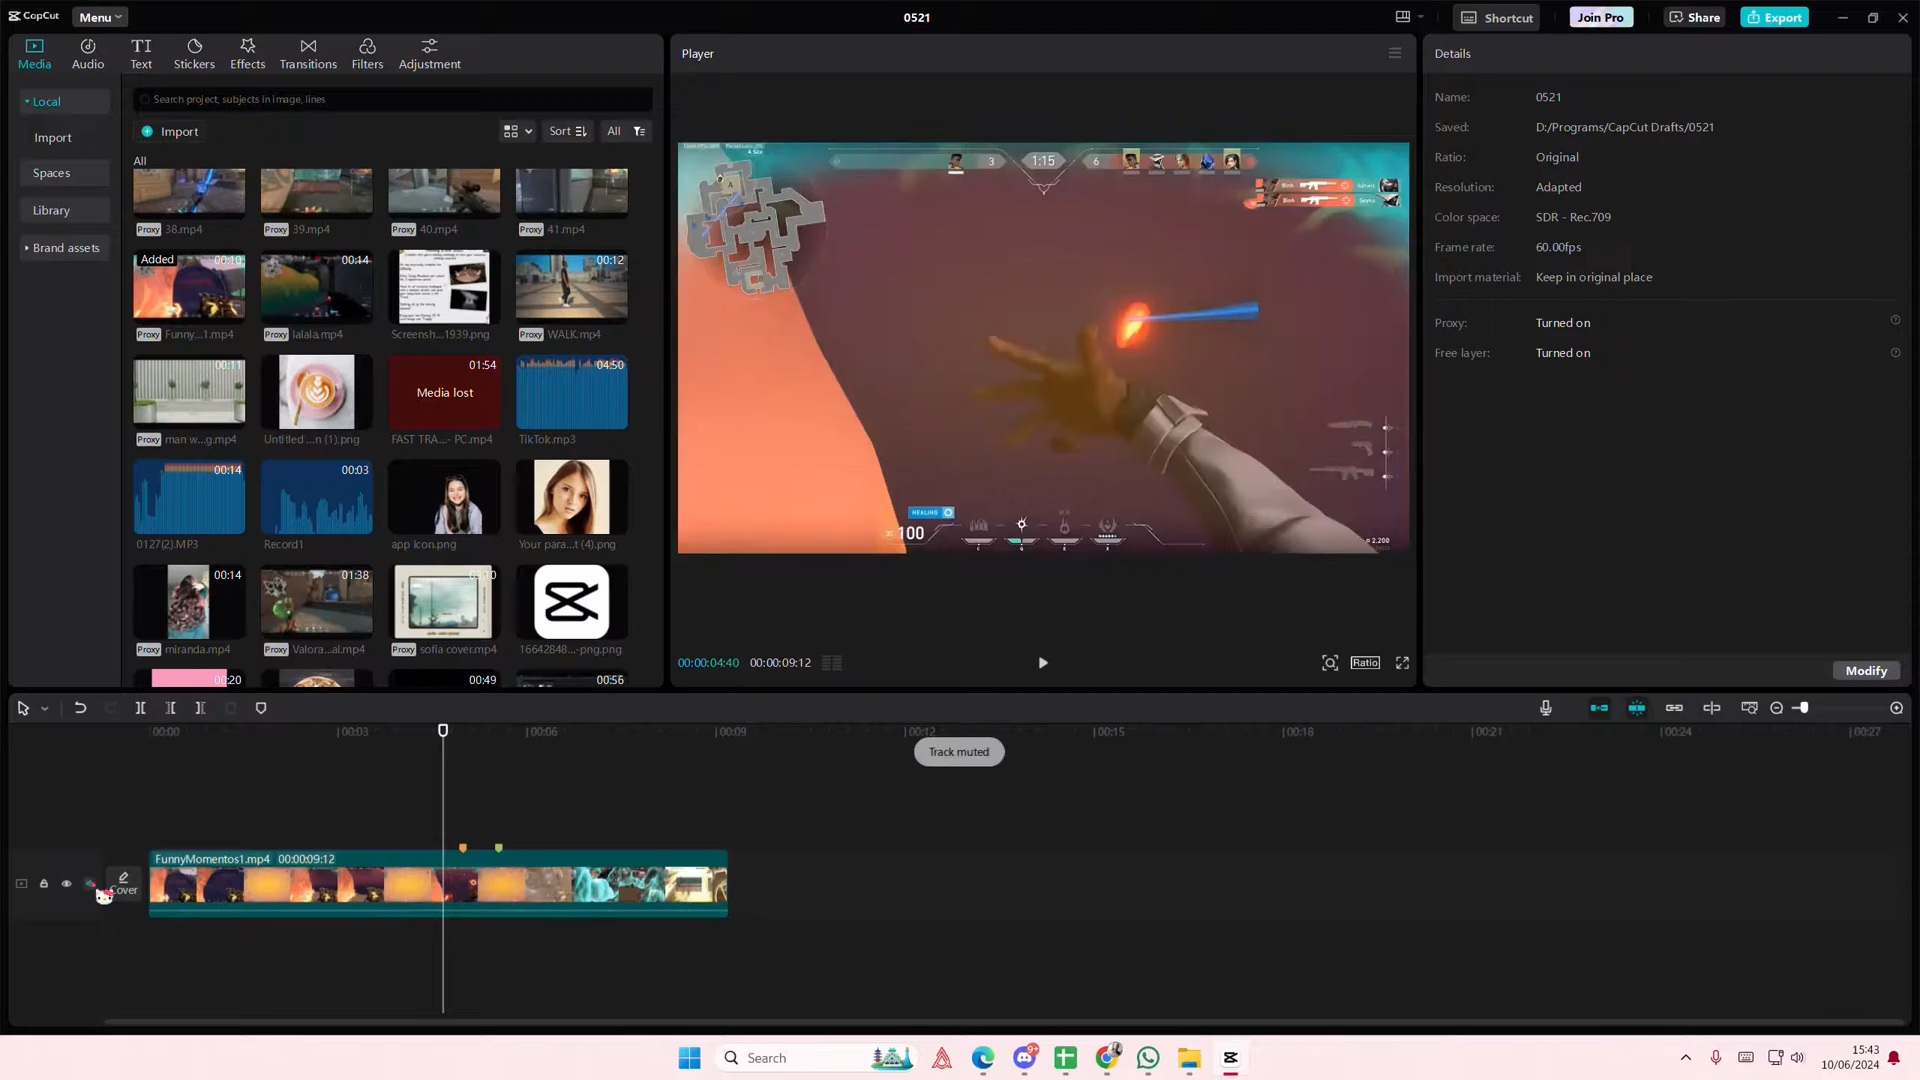 CapCut
Menu
0521
Shortcut
Join Pro
Share
Export
Media
Audio
Text
Stickers
Effects
Transitions
Filters
Adjustment
Local
Import
Spaces
Library
Brand assets
Search project, subjects in image, lines
Import
Sort
All
All
Proxy 38.mp4
Proxy 39.mp4
Proxy 40.mp4
Proxy 41.mp4
Added 00:10
00:14
00:12
Proxy Funny...1.mp4
Proxy lalala.mp4
Screensh...1939.png
Proxy WALK.mp4
00:11
Media lost 01:54
04:50
Proxy man w...g.mp4
Untitled ...n (1).png
FAST TRA...- PC.mp4
TikTok.mp3
00:14
00:03
0127(2).MP3
Record1
app icon.png
Your para...t (4).png
00:14
01:38
Proxy miranda.mp4
Proxy Valora...al.mp4
Proxy sofia cover.mp4
16642848...-png.png
00:20
00:49
00:56
Player
A Site
3
1:15
6
A
HEALING
100
C
Q
E
X
2,200
00:00:04:40
00:00:09:12
Ratio
Details
Name: 0521
Saved: D:/Programs/CapCut Drafts/0521
Ratio: Original
Resolution: Adapted
Color space: SDR - Rec.709
Frame rate: 60.00fps
Import material: Keep in original place
Proxy: Turned on
Free layer: Turned on
Modify
00:00
00:03
00:06
00:09
00:12
00:15
00:18
00:21
00:24
00:27
Track muted
FunnyMomentos1.mp4 00:00:09:12
Cover
Search
9+
15:43
10/06/2024